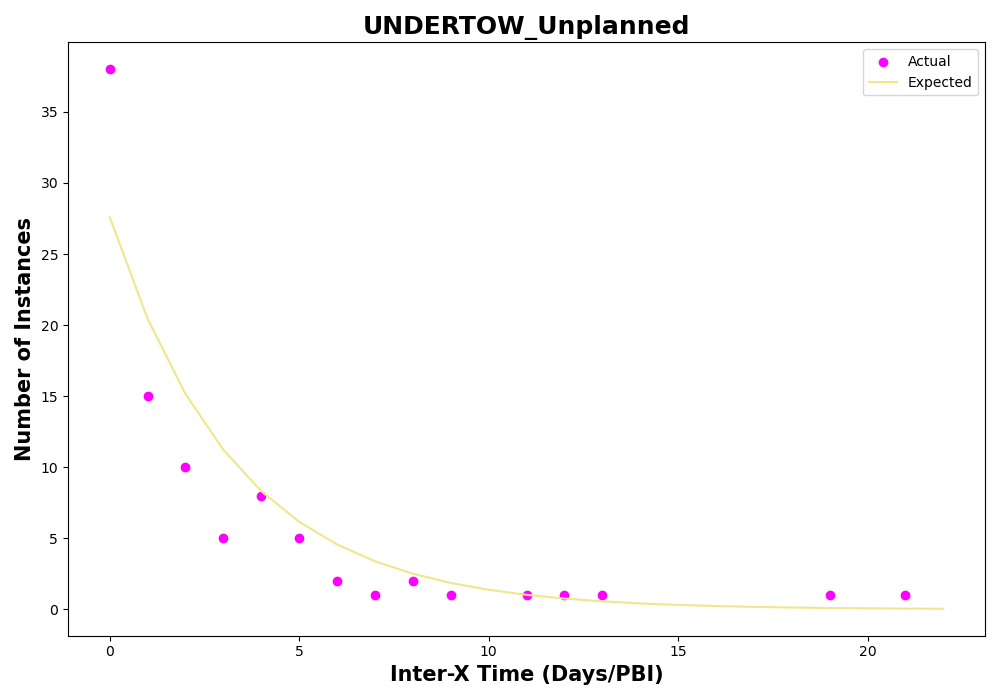 UNDERTOW_Unplanned
Actual
Expected
Number of Instances
35
30
25
20
15
10
5
0
0
5
10
15
20
Inter-X Time (Days/PBI)